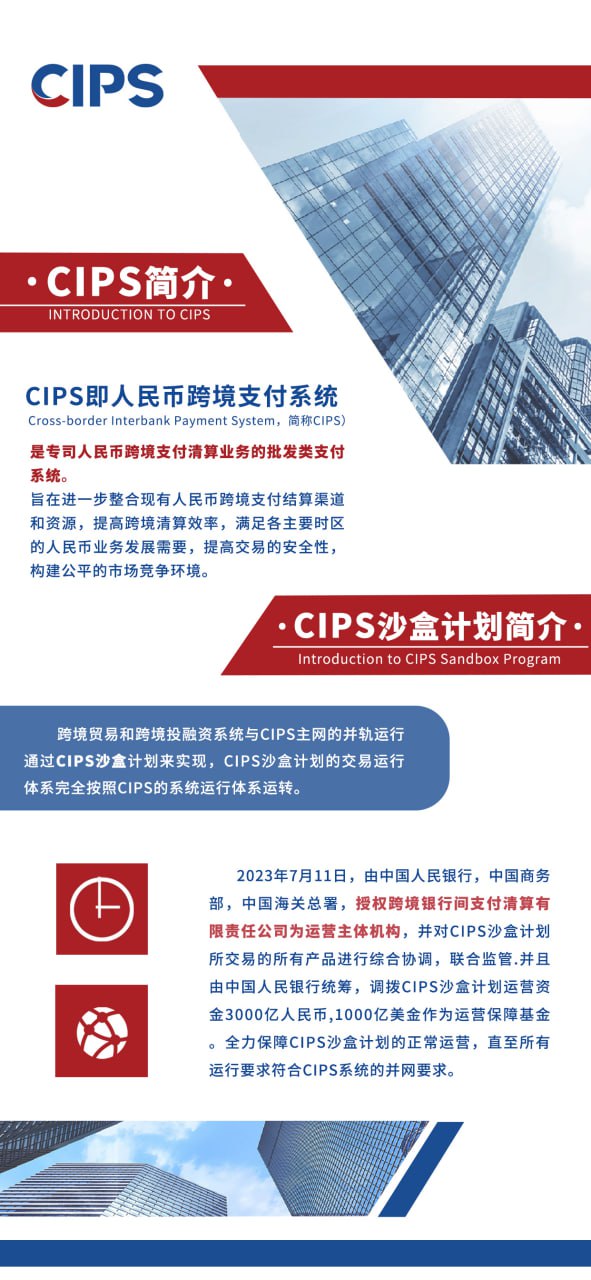 CIPS
·CIPS简介·
INTRODUCTION TO CIPS
CIPS即人民币跨境支付系统
Cross-border Interbank Payment System，简称CIPS）
是专司人民币跨境支付清算业务的批发类支付
系统。
旨在进一步整合现有人民币跨境支付结算渠道
和资源，提高跨境清算效率，满足各主要时区
的人民币业务发展需要，提高交易的安全性，
构建公平的市场竞争环境。
·CIPS沙盒计划简介·
Introduction to CIPS Sandbox Program
跨境贸易和跨境投融资系统与CIPS主网的并轨运行
通过CIPS沙盒计划来实现，CIPS沙盒计划的交易运行
体系完全按照CIPS的系统运行体系运转。
2023年7月11日，由中国人民银行，中国商务
部，中国海关总署，授权跨境银行间支付清算有
限责任公司为运营主体机构，并对CIPS沙盒计划
所交易的所有产品进行综合协调，联合监管.并且
由中国人民银行统筹，调拨CIPS沙盒计划运营资
金3000亿人民币,1000亿美金作为运营保障基金
。全力保障CIPS沙盒计划的正常运营，直至所有
运行要求符合CIPS系统的并网要求。